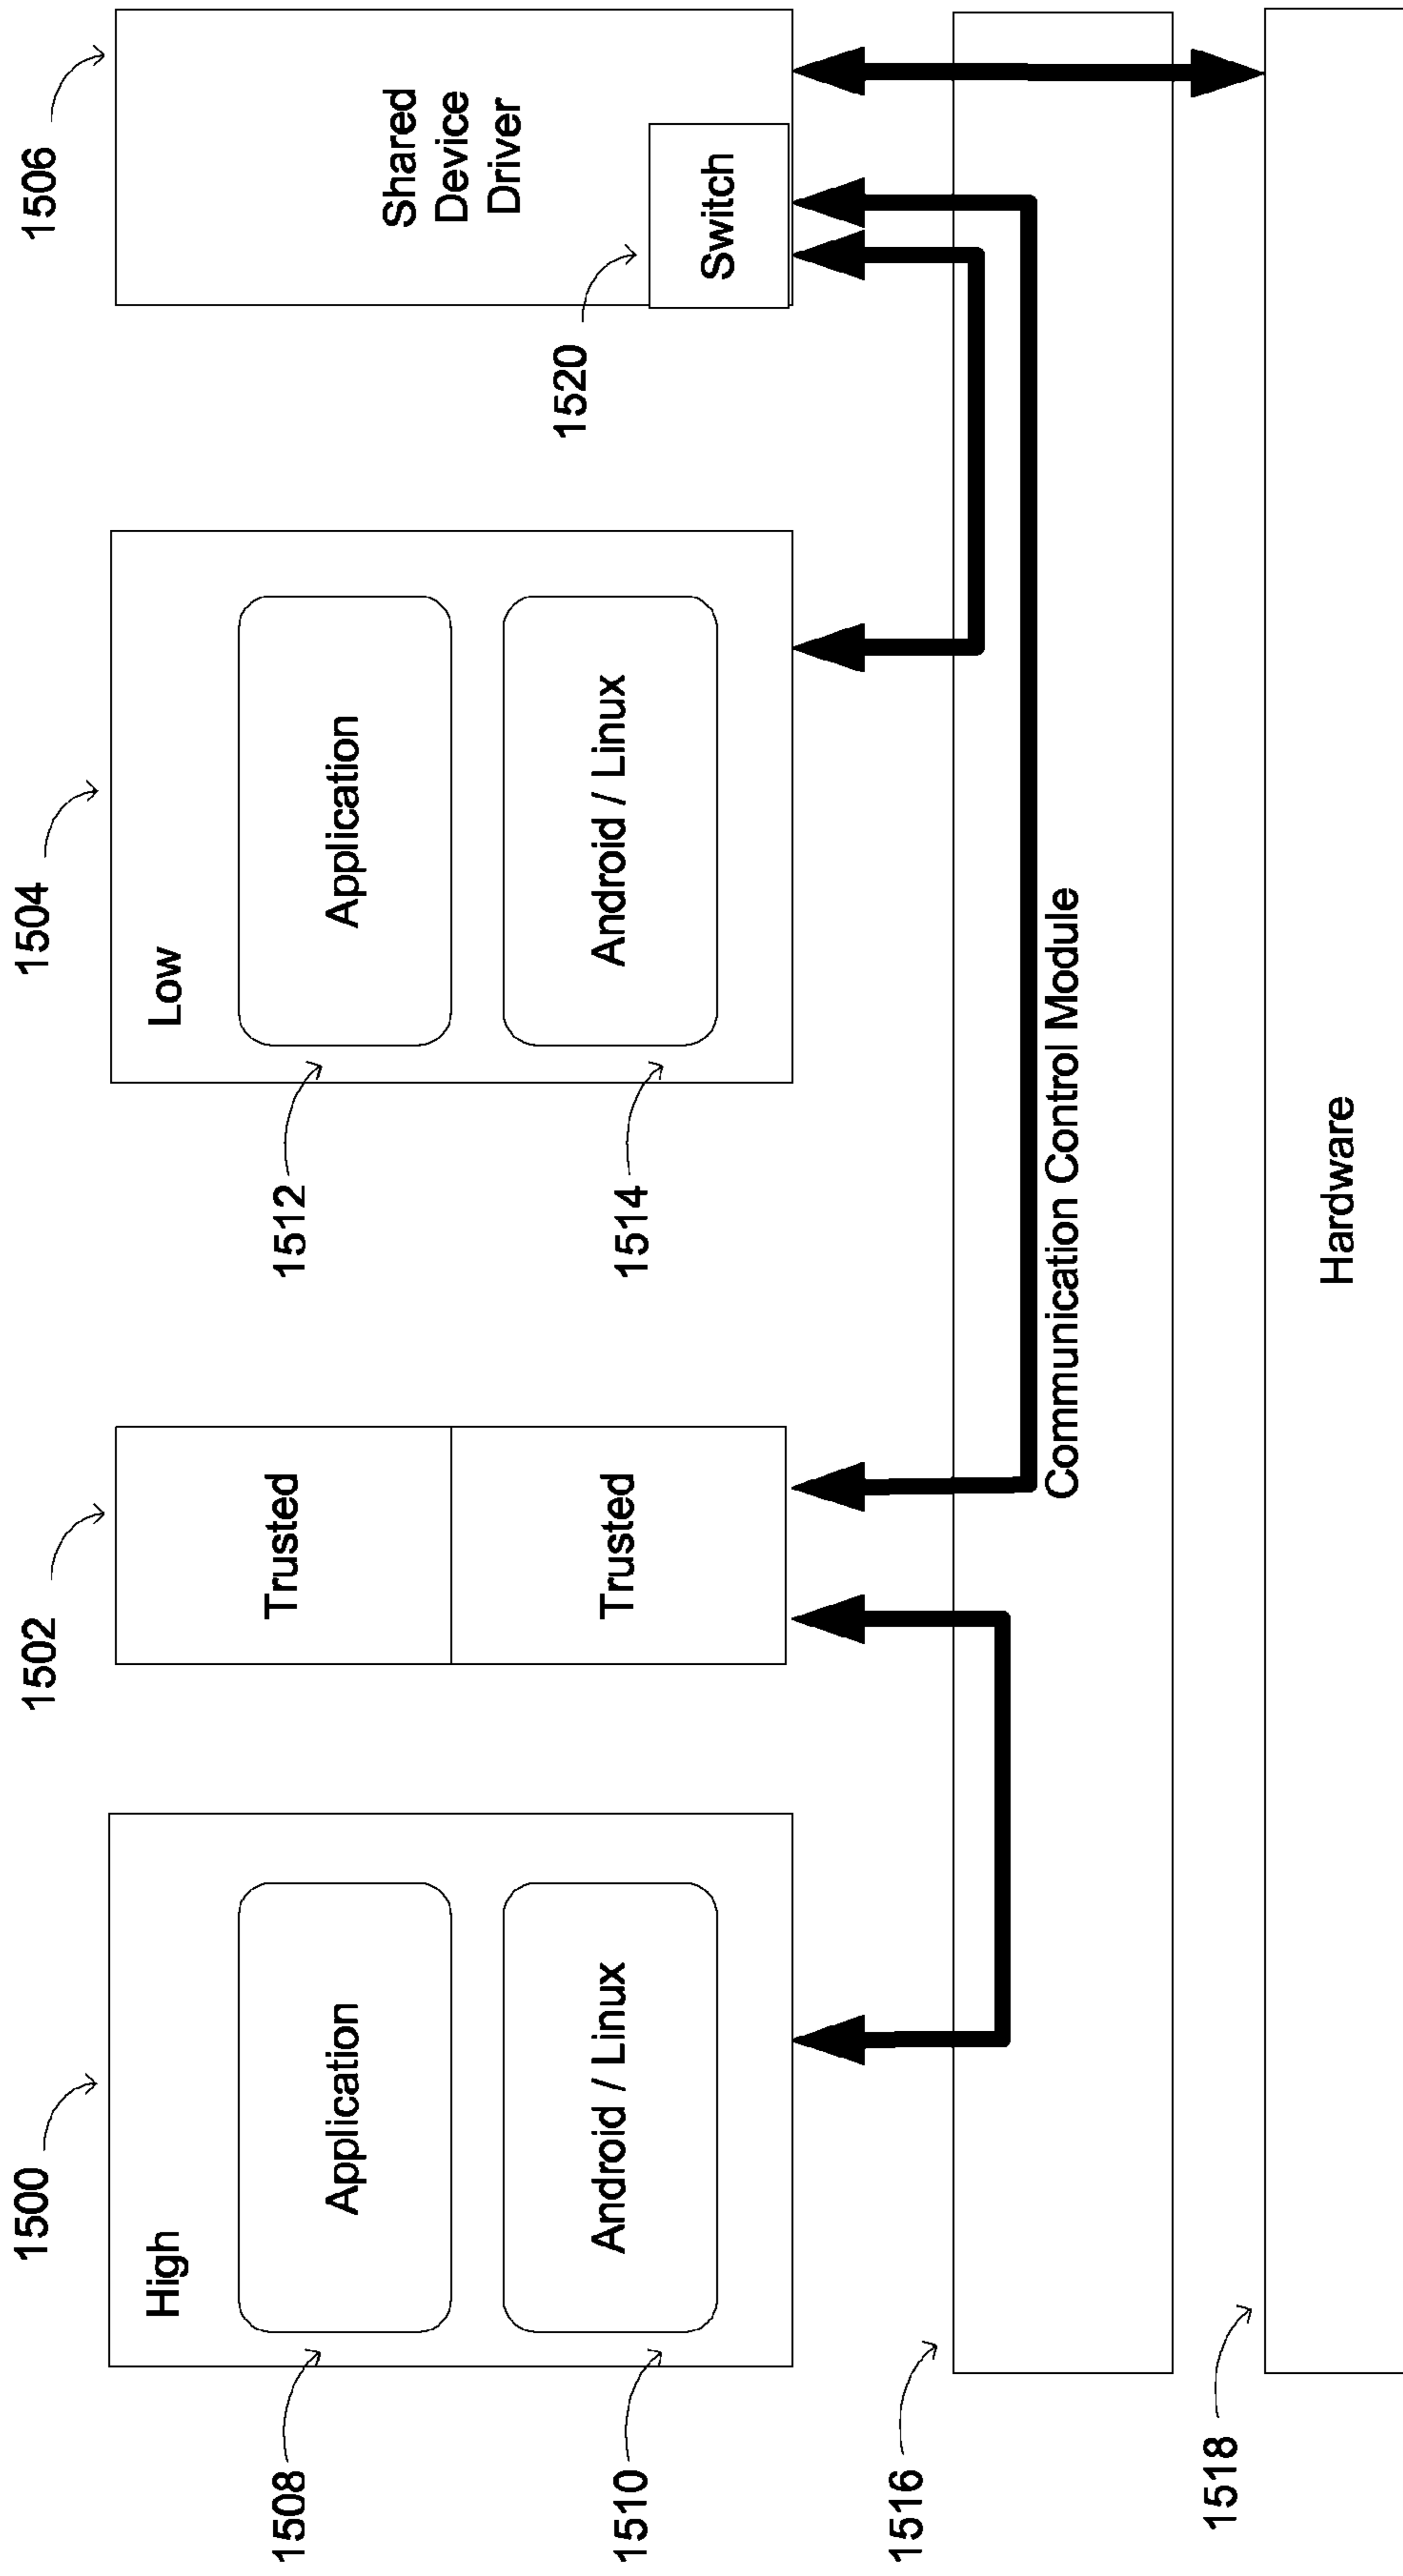 1500
1502
1504
1506
High
Low
Application
Trusted
Application
Shared
Device
Driver
1508
1512
Android / Linux
Trusted
Android / Linux
1520
Switch
1510
1514
1516
Communication Control Module
1518
Hardware